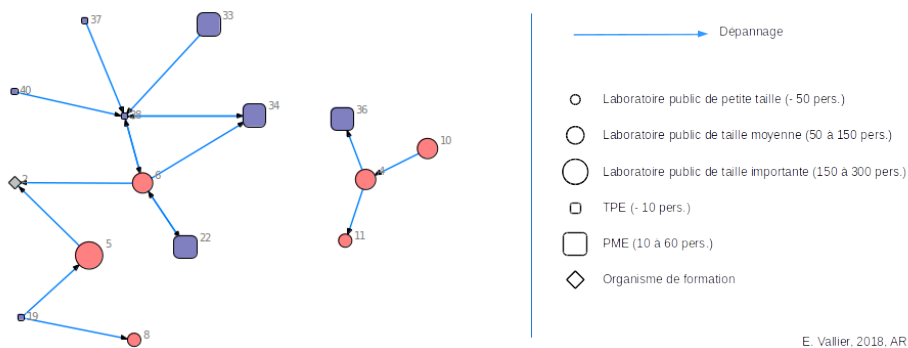 37
33
40
38
34
6
2
22
5
19
8
36
10
4
11
Dépannage
Laboratoire public de petite taille (- 50 pers.)
Laboratoire public de taille moyenne (50 à 150 pers.)
Laboratoire public de taille importante (150 à 300 pers.)
TPE (- 10 pers.)
PME (10 à 60 pers.)
Organisme de formation
E. Vallier, 2018, AR